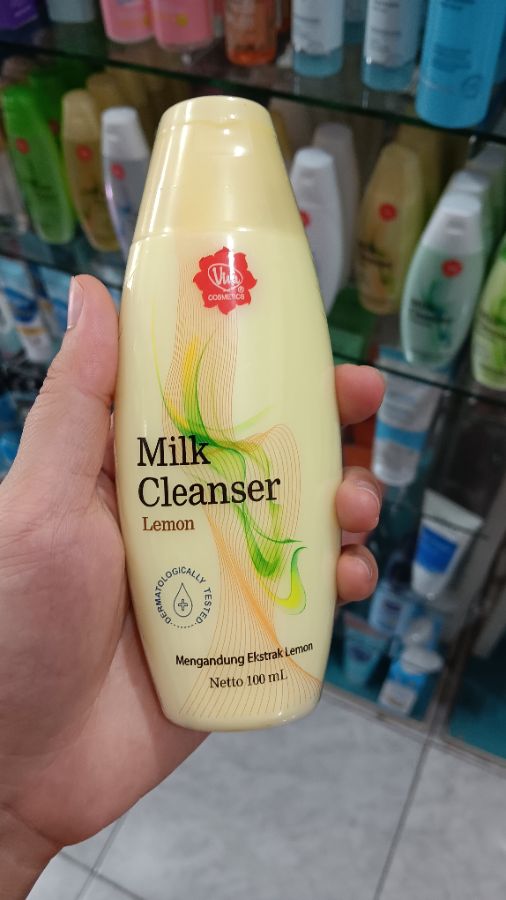 Viva
COSMETICS
Milk
Cleanser
Lemon
DERMATOLOGICALLY TESTED
Mengandung Ekstrak Lemon
Netto 100 mL